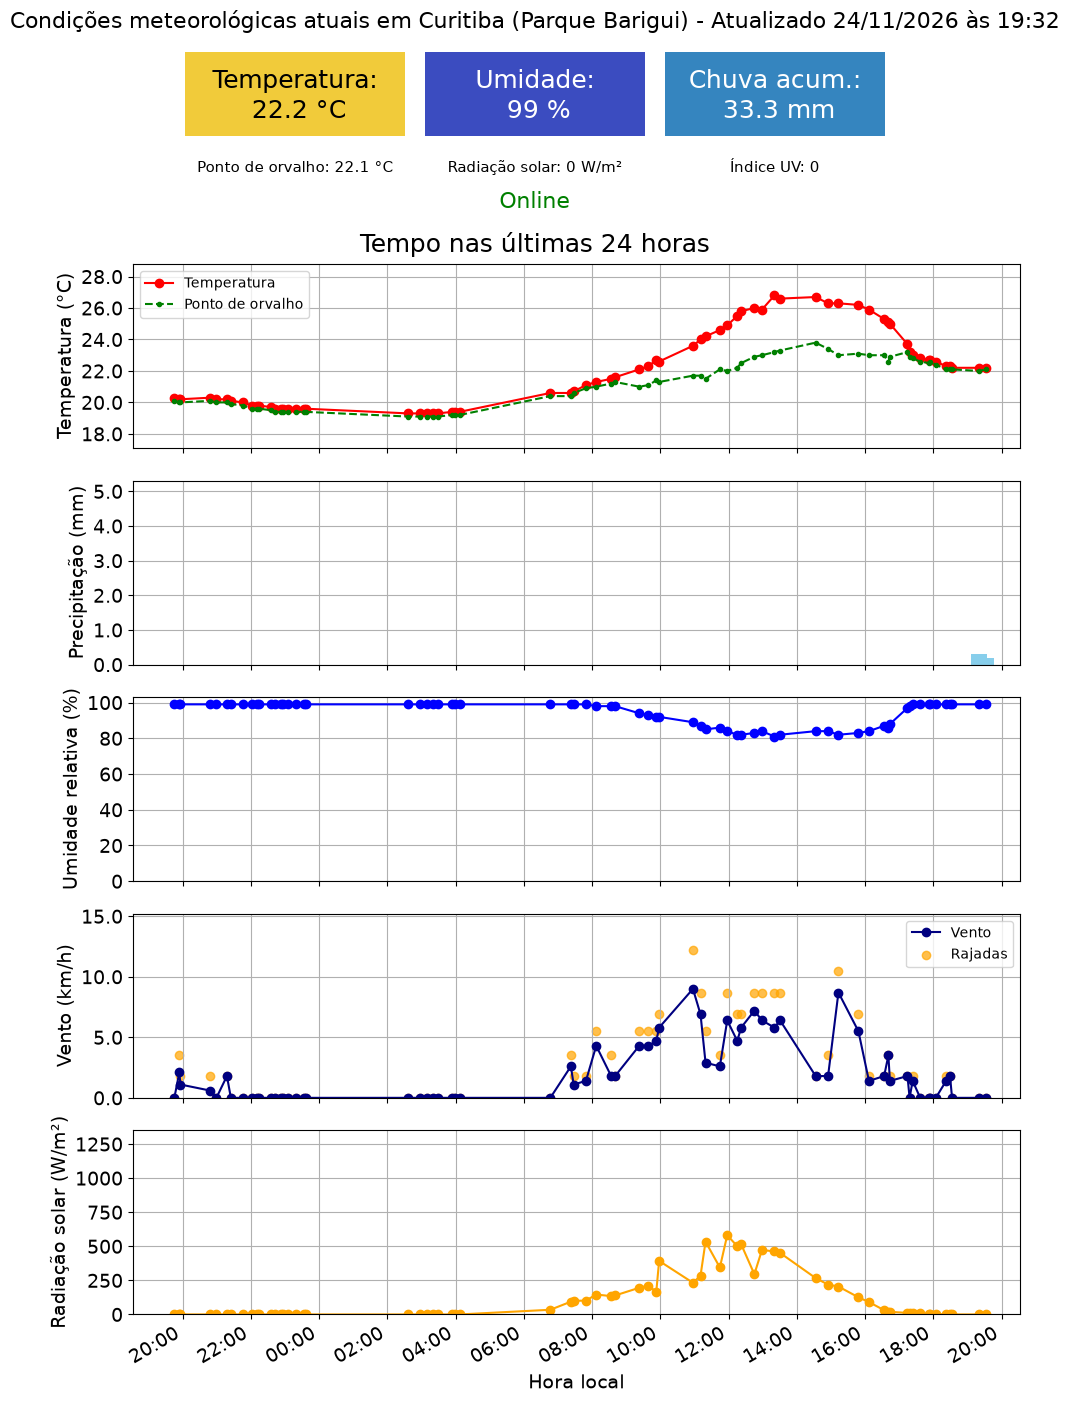 Condições meteorológicas atuais em Curitiba (Parque Barigui) - Atualizado 24/11/2026 às 19:32
Temperatura:
22.2 °C
Umidade:
99 %
Chuva acum.:
33.3 mm
Ponto de orvalho: 22.1 °C
Radiação solar: 0 W/m²
Índice UV: 0
Online
Tempo nas últimas 24 horas
Temperatura (°C)
28.0
26.0
24.0
22.0
20.0
18.0
Temperatura
Ponto de orvalho
Precipitação (mm)
5.0
4.0
3.0
2.0
1.0
0.0
Umidade relativa (%)
100
80
60
40
20
0
Vento (km/h)
15.0
10.0
5.0
0.0
Vento
Rajadas
Radiação solar (W/m²)
1250
1000
750
500
250
0
20:00
22:00
00:00
02:00
04:00
06:00
08:00
10:00
12:00
14:00
16:00
18:00
20:00
Hora local